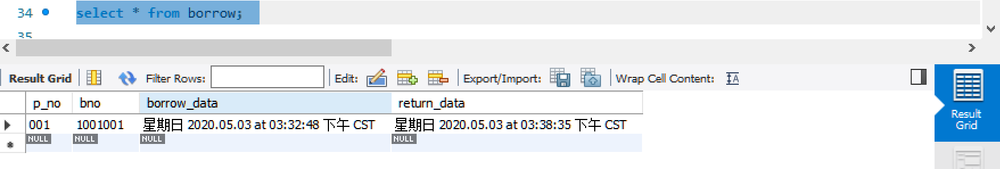 34 select * from borrow;
35
Result Grid Filter Rows: Edit: Export/Import: Wrap Cell Content: ‡A
p_no bno borrow_data return_data
001 1001001 星期日 2020.05.03 at 03:32:48 下午 CST 星期日 2020.05.03 at 03:38:35 下午 CST
NULL NULL NULL NULL
Result
Grid